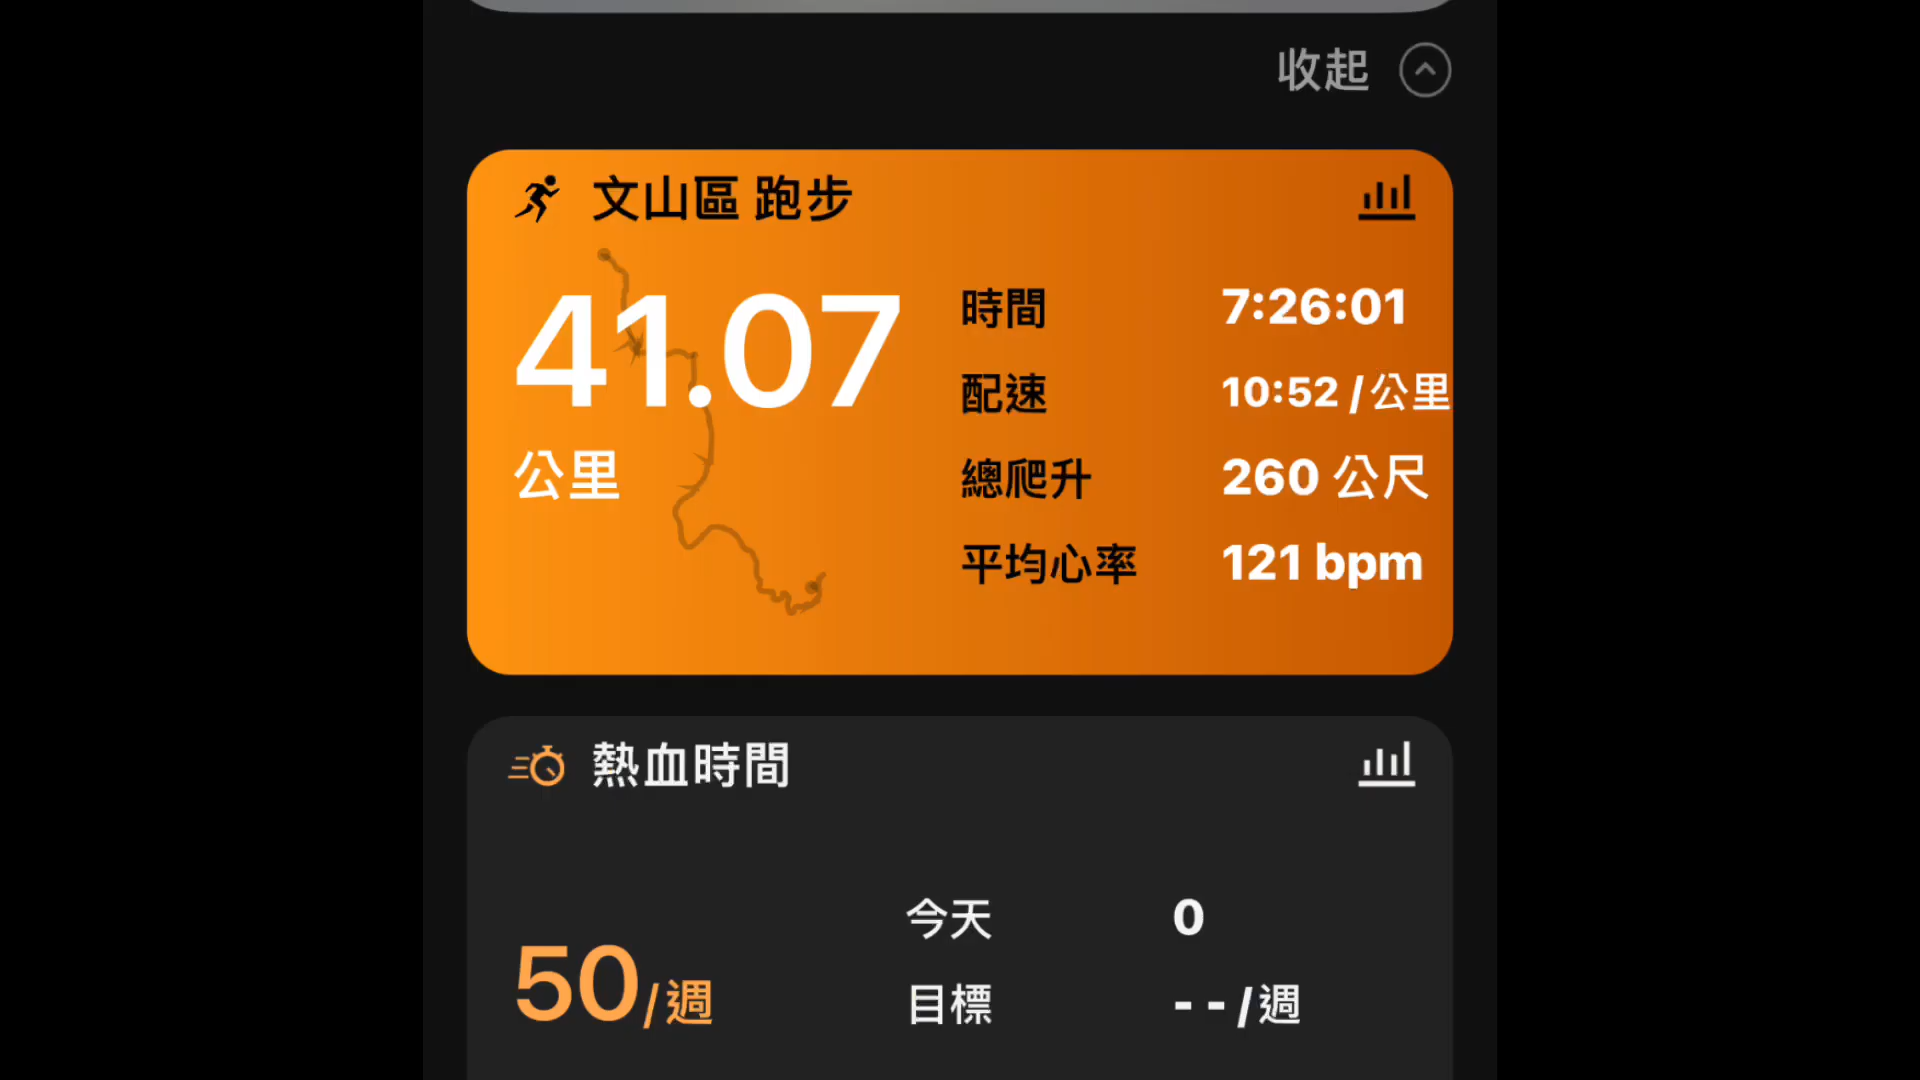 收起
文山區 跑步
41.07
公里
時間 7:26:01
配速 10:52 /公里
總爬升 260 公尺
平均心率 121 bpm
熱血時間
50/週
今天 0
目標 --/週